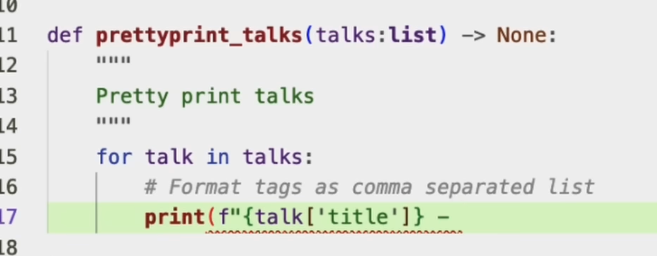 10
11 def prettyprint_talks(talks:list) -> None:
12 """
13 Pretty print talks
14 """
15 for talk in talks:
16 # Format tags as comma separated list
17 print(f"{talk['title']} -
18